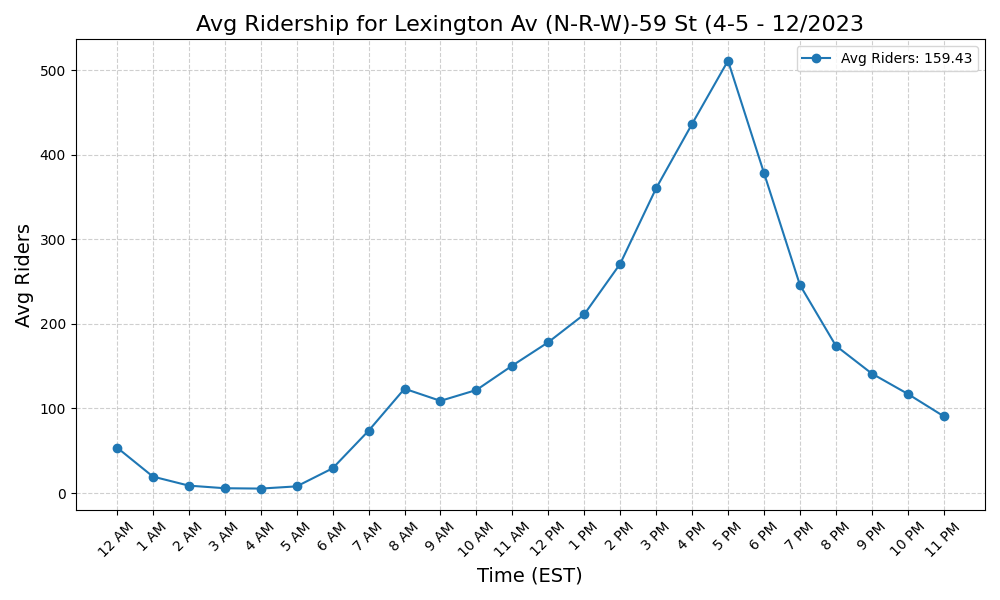 Avg Ridership for Lexington Av (N-R-W)-59 St (4-5 - 12/2023
Avg Riders: 159.43
Avg Riders
500
400
300
200
100
0
12 AM
1 AM
2 AM
3 AM
4 AM
5 AM
6 AM
7 AM
8 AM
9 AM
10 AM
11 AM
12 PM
1 PM
2 PM
3 PM
4 PM
5 PM
6 PM
7 PM
8 PM
9 PM
10 PM
11 PM
Time (EST)